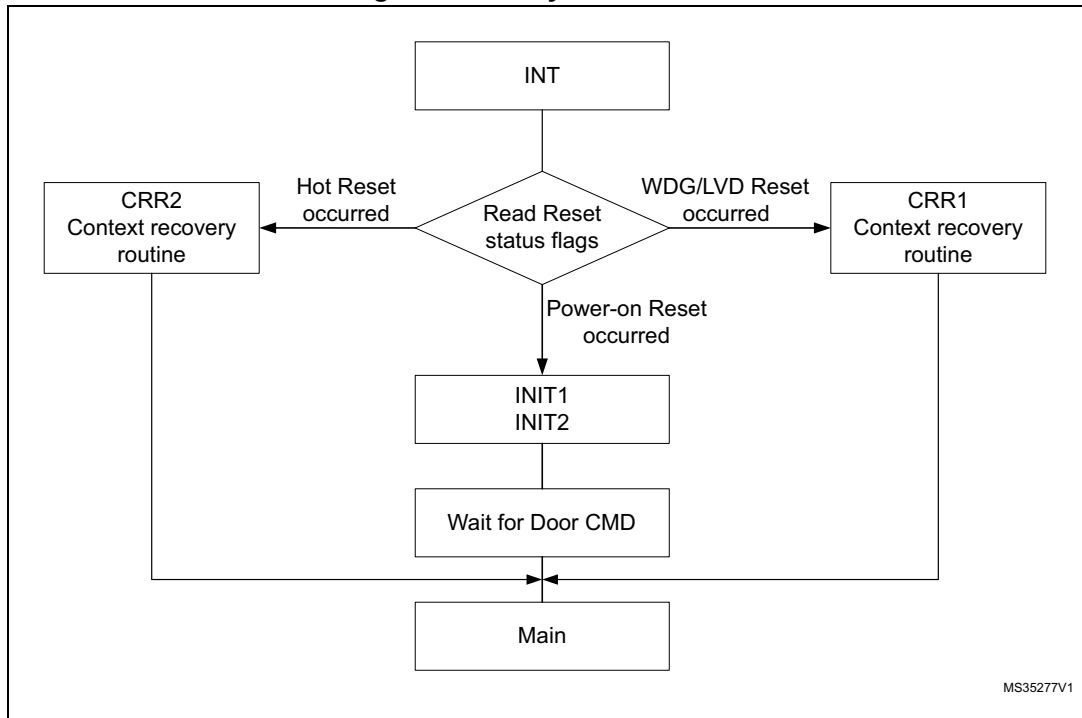 INT
Hot Reset
occurred
WDG/LVD Reset
occurred
CRR2
Context recovery
routine
Read Reset
status flags
CRR1
Context recovery
routine
Power-on Reset
occurred
INIT1
INIT2
Wait for Door CMD
Main
MS35277V1